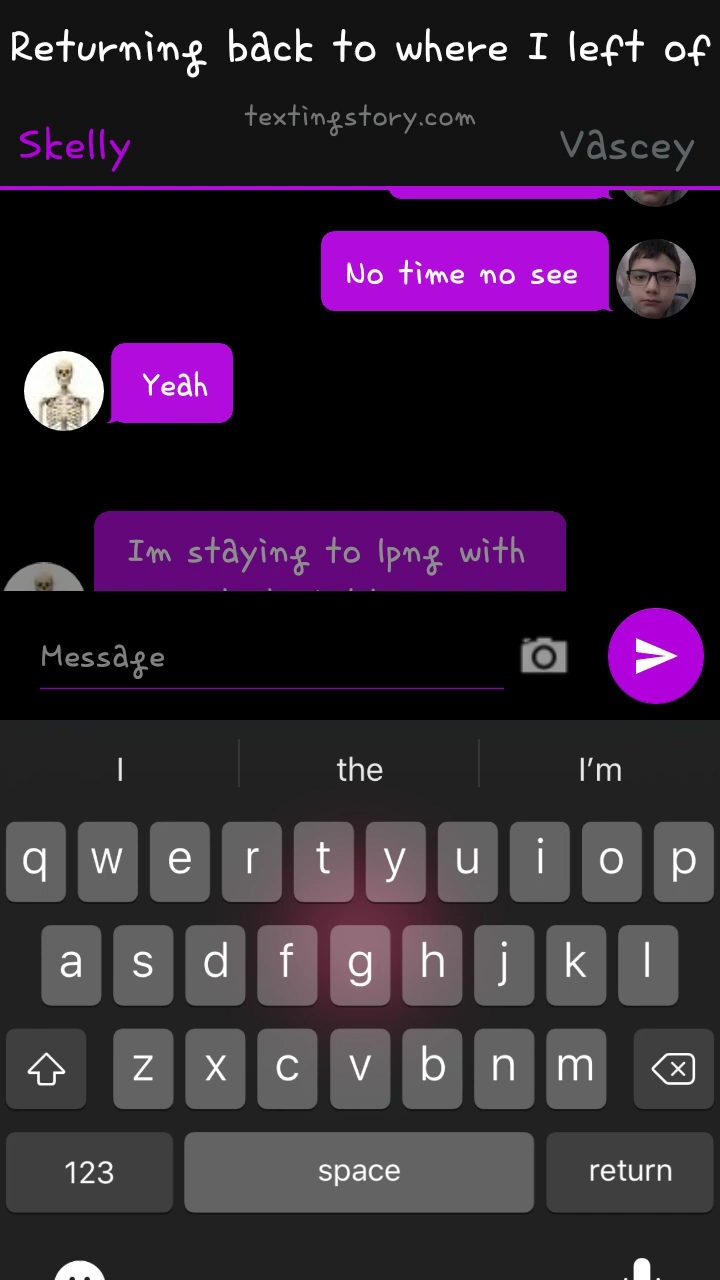 Returning back to where I left of
textingstory.com
Skelly
Vascey
No time no see
Yeah
Im staying to lpng with
Message
I
the
I'm
q w e r t y u i o p
a s d f g h j k l
z x c v b n m
123
space
return